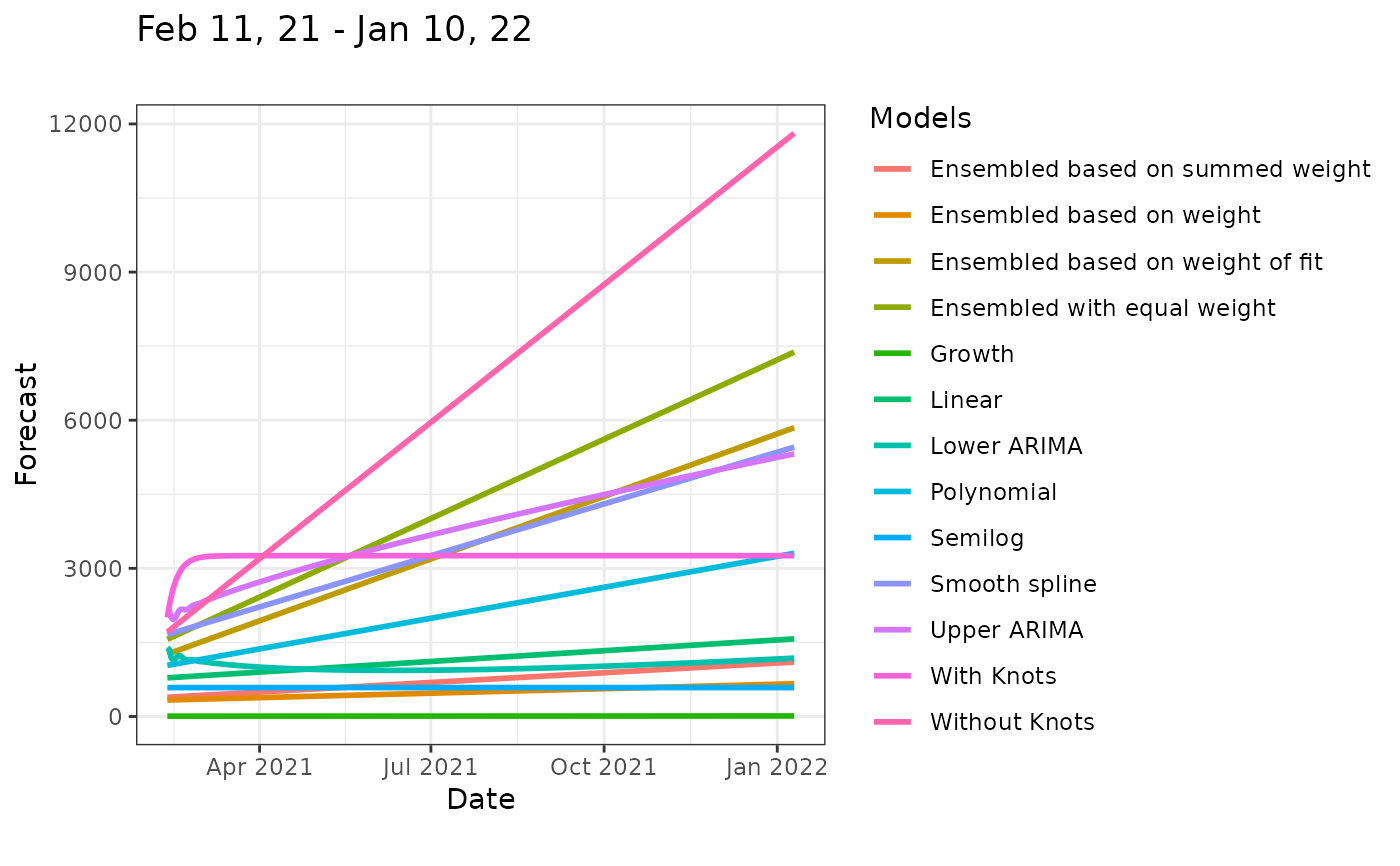 Feb 11, 21 - Jan 10, 22
12000
9000
6000
3000
0
Forecast
Apr 2021
Jul 2021
Oct 2021
Jan 2022
Date
Models
Ensembled based on summed weight
Ensembled based on weight
Ensembled based on weight of fit
Ensembled with equal weight
Growth
Linear
Lower ARIMA
Polynomial
Semilog
Smooth spline
Upper ARIMA
With Knots
Without Knots